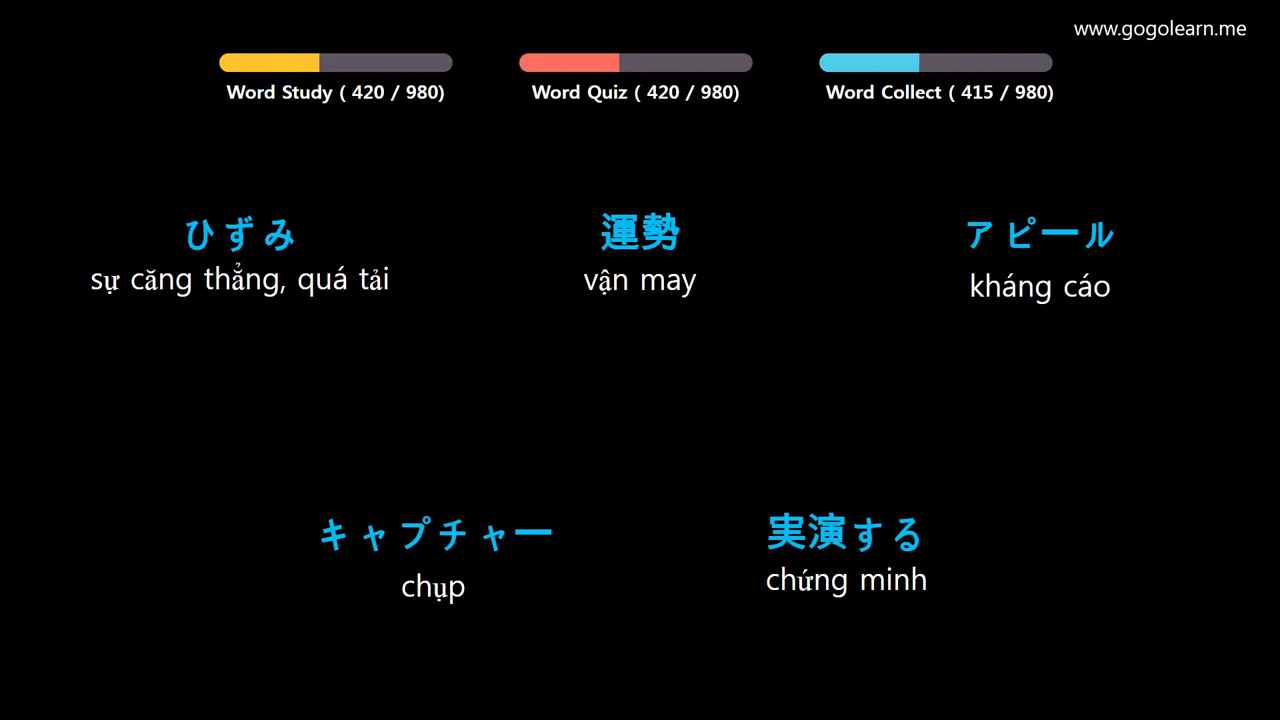 www.gogolearn.me
Word Study ( 420 / 980)
Word Quiz ( 420 / 980)
Word Collect ( 415 / 980)
ひずみ
sự căng thẳng, quá tải
運勢
vận may
アピール
kháng cáo
キャプチャー
chụp
実演する
chứng minh